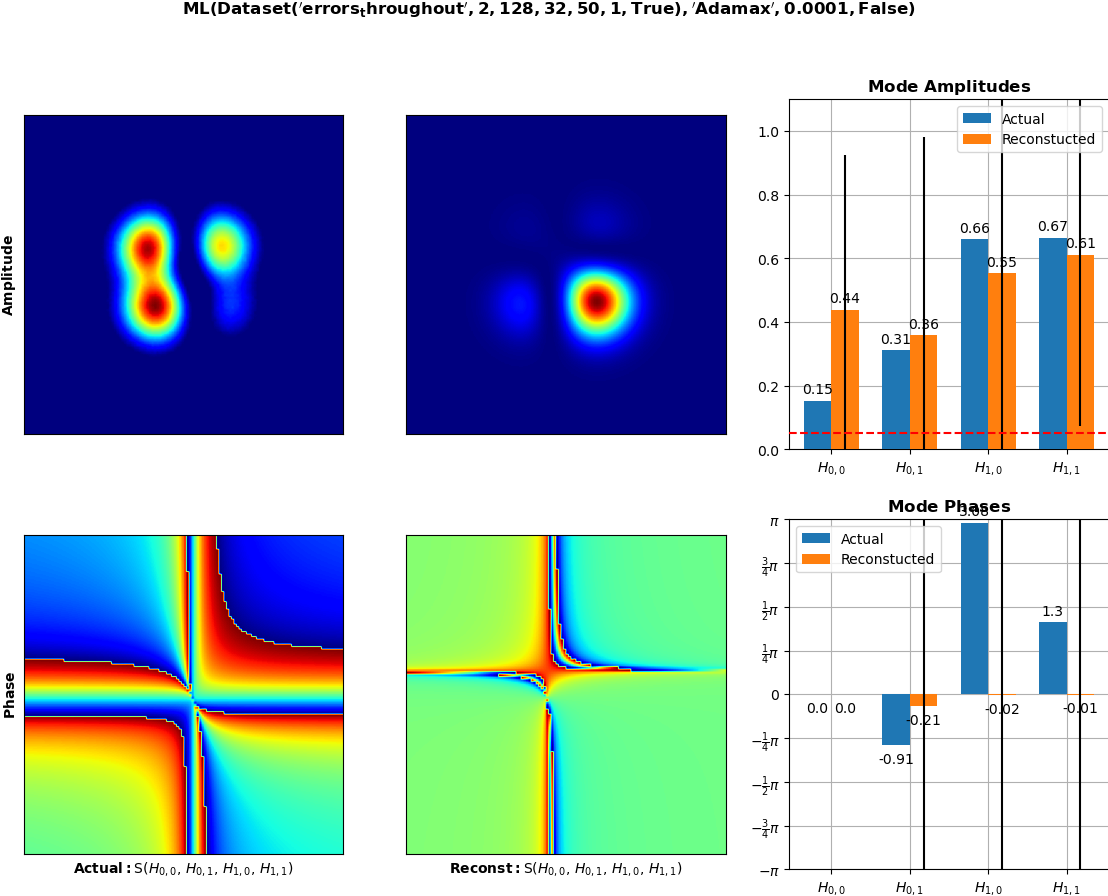 ML(Dataset('errors_throughout', 2, 128, 32, 50, 1, True), 'Adamax', 0.0001, False)
Mode Amplitudes
Amplitude
Actual
Reconstucted
1.0
0.8
0.6
0.4
0.2
0.0
0.15
0.44
0.31
0.36
0.66
0.55
0.67
0.61
H0,0
H0,1
H1,0
H1,1
Mode Phases
Phase
Actual
Reconstucted
π
3/4π
1/2π
1/4π
0
−1/4π
−1/2π
−3/4π
−π
0.0
0.0
-0.91
-0.21
3.08
-0.02
1.3
-0.01
H0,0
H0,1
H1,0
H1,1
Actual: S(H0,0, H0,1, H1,0, H1,1)
Reconst: S(H0,0, H0,1, H1,0, H1,1)